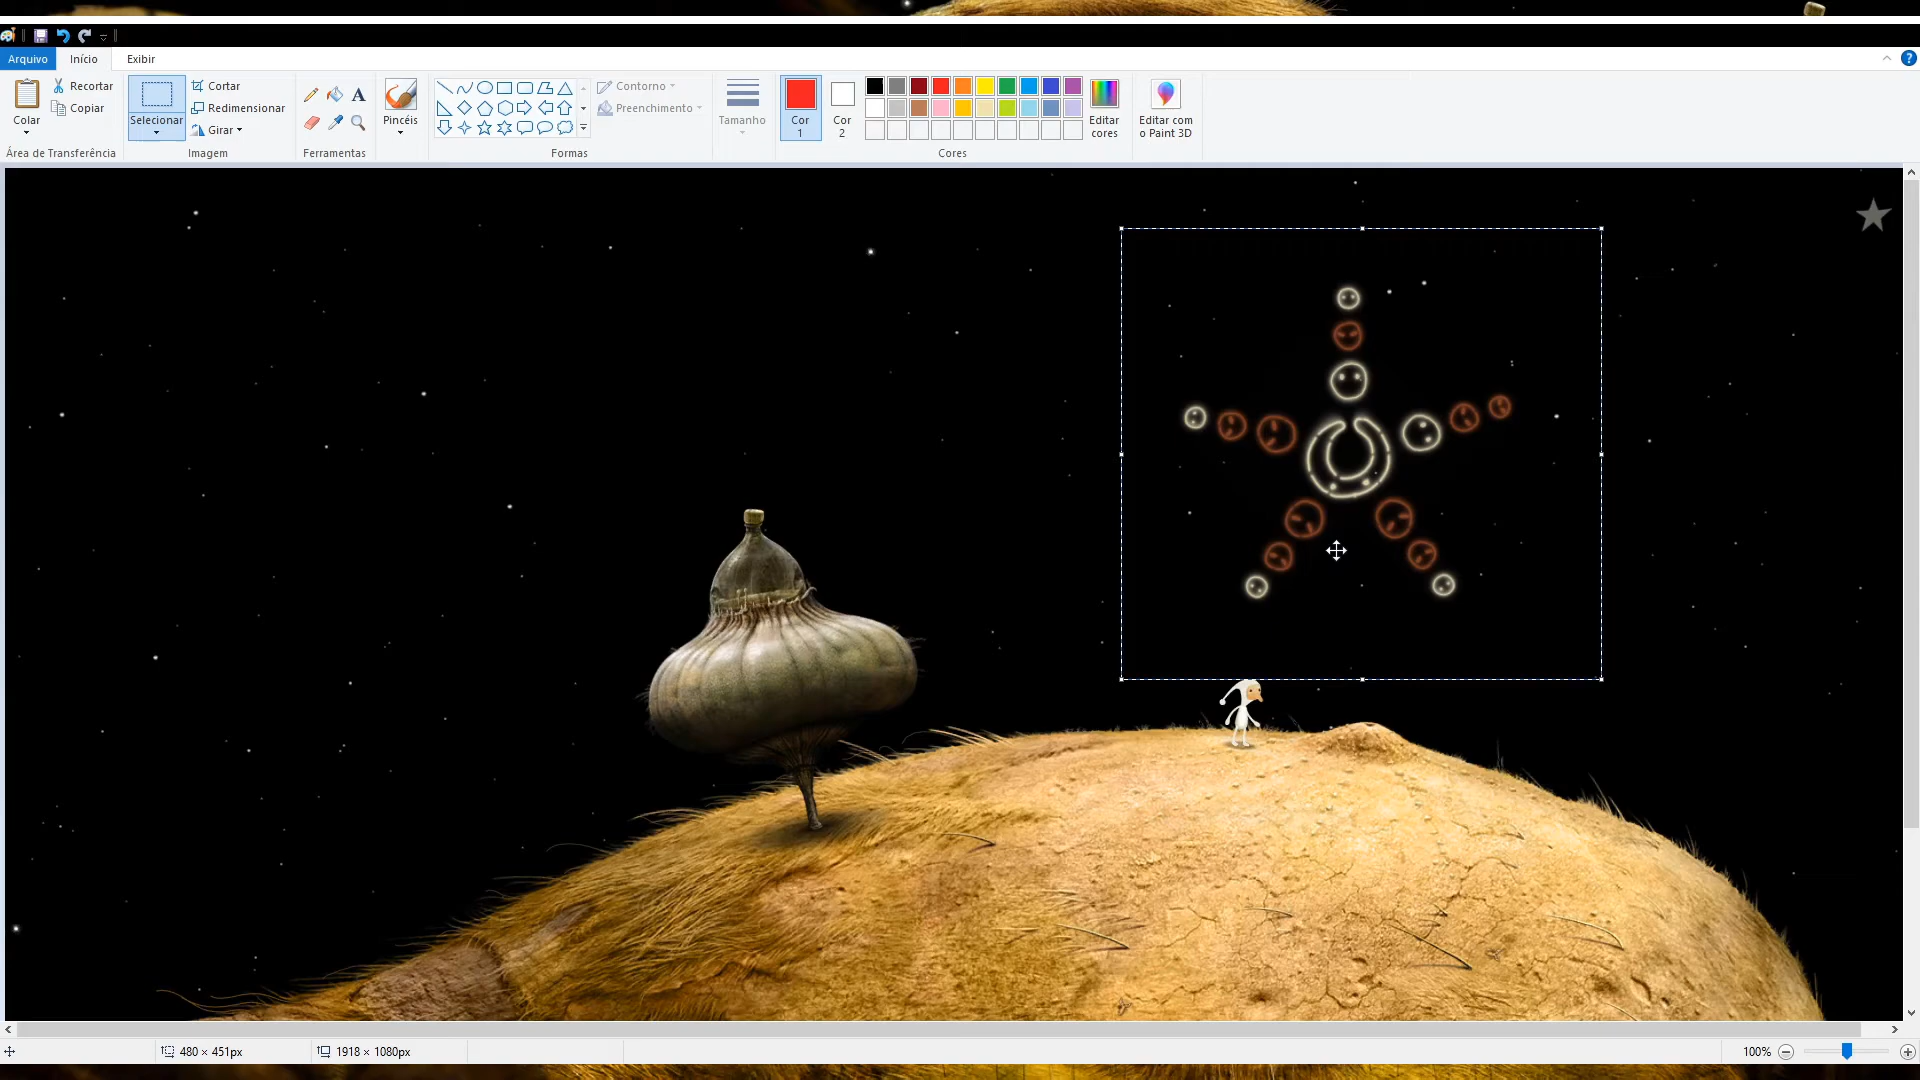 Arquivo Início Exibir
Colar
Recortar
Copiar
Área de Transferência
Selecionar
Cortar
Redimensionar
Girar
Imagem
A
Ferramentas
Pincéis
Contorno
Preenchimento
Formas
Tamanho
Cor 1
Cor 2
Editar cores
Cores
Editar com o Paint 3D
480 × 451px
1918 × 1080px
100%